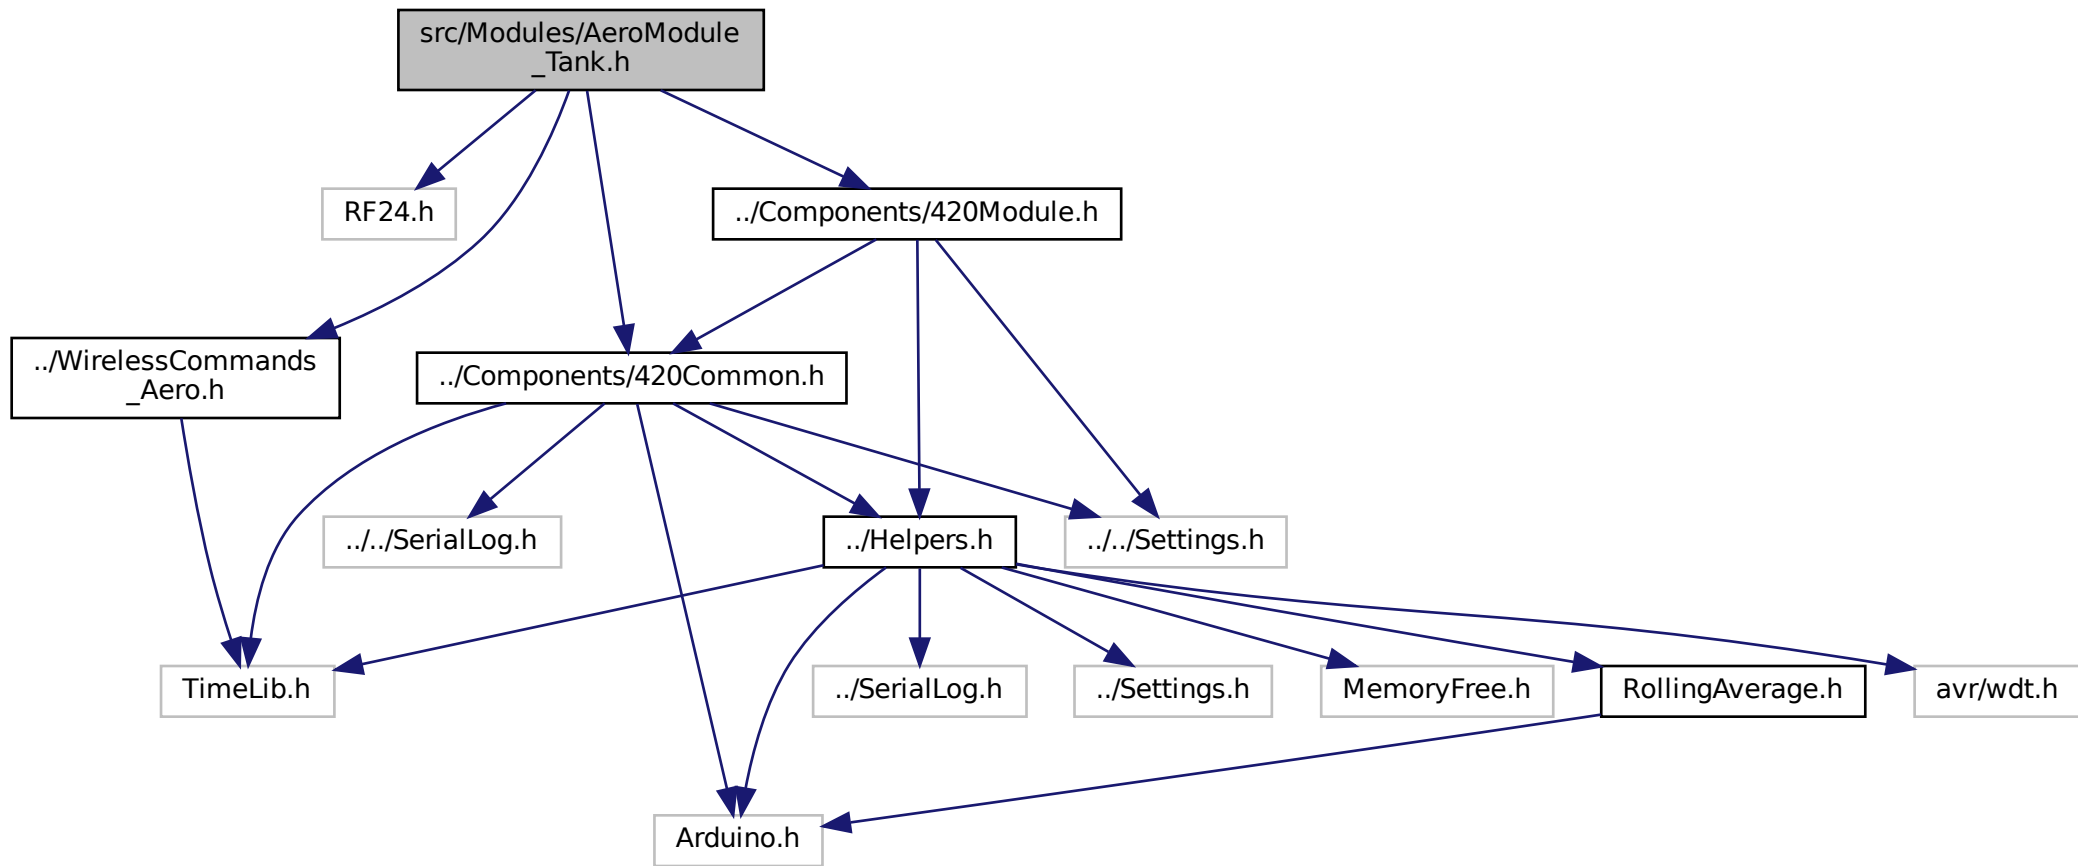 src/Modules/AeroModule
_Tank.h
RF24.h
../Components/420Module.h
../WirelessCommands
_Aero.h
../Components/420Common.h
../../SerialLog.h
../Helpers.h
../../Settings.h
TimeLib.h
../SerialLog.h
../Settings.h
MemoryFree.h
RollingAverage.h
avr/wdt.h
Arduino.h